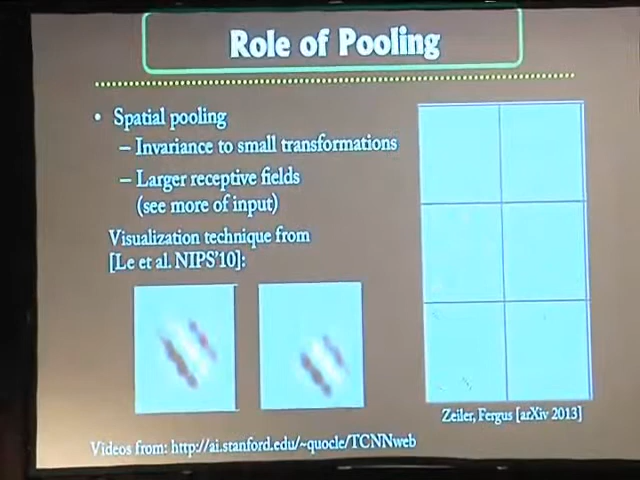 Role of Pooling
• Spatial pooling
– Invariance to small transformations
– Larger receptive fields
(see more of input)
Visualization technique from
[Le et al. NIPS'10]:
Zeiler, Fergus [arXiv 2013]
Videos from: http://ai.stanford.edu/~quocle/TCNNweb